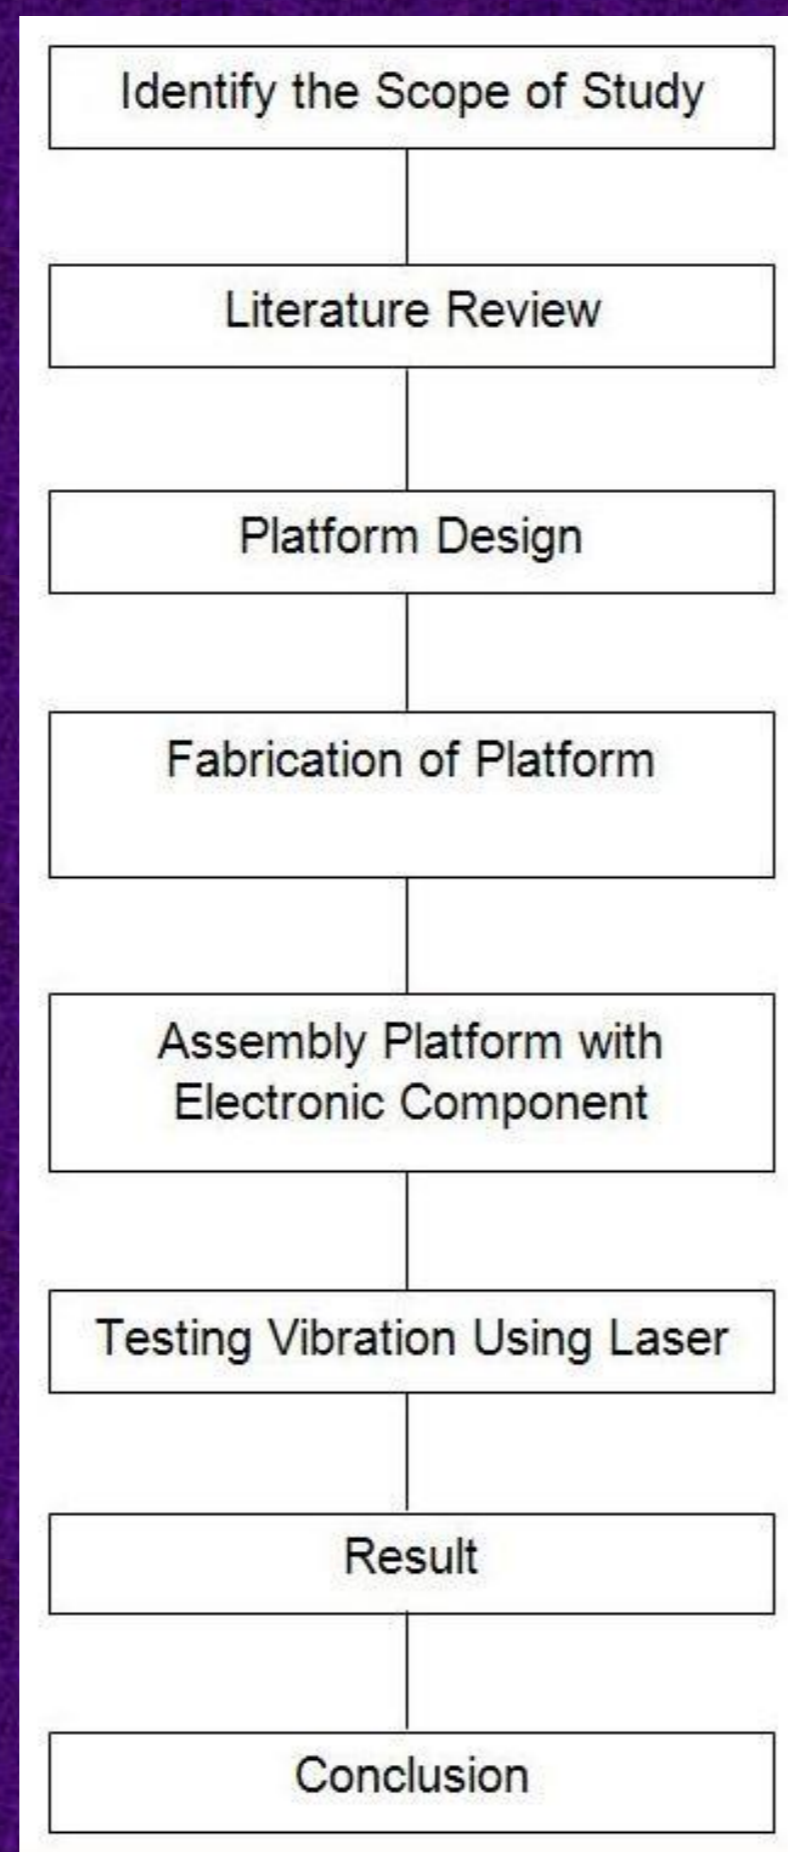 Identify the Scope of Study
Literature Review
Platform Design
Fabrication of Platform
Assembly Platform with
Electronic Component
Testing Vibration Using Laser
Result
Conclusion